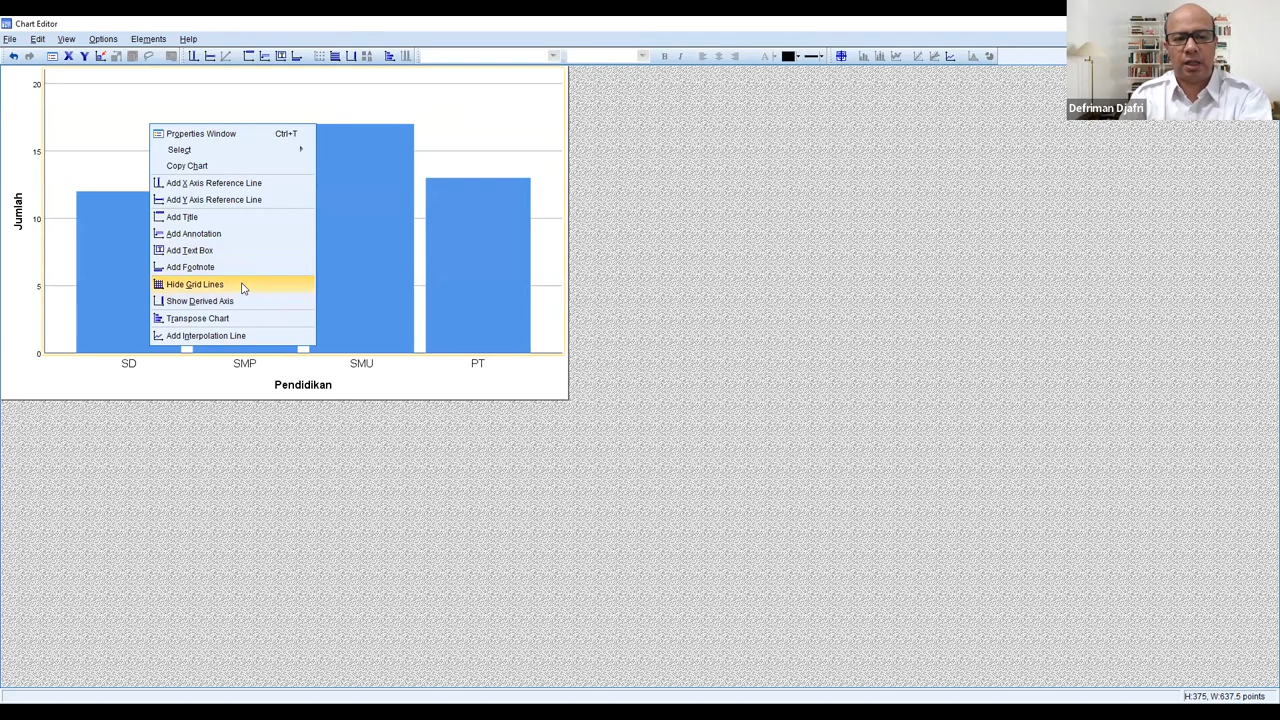 Chart Editor
File Edit View Options Elements Help
B I A
Defriman Djafri
20
15
10
5
0
Jumlah
Properties Window Ctrl+T
Select
Copy Chart
Add X Axis Reference Line
Add Y Axis Reference Line
Add Title
Add Annotation
Add Text Box
Add Footnote
Hide Grid Lines
Show Derived Axis
Transpose Chart
Add Interpolation Line
SD SMP SMU PT
Pendidikan
H:375, W:637.5 points